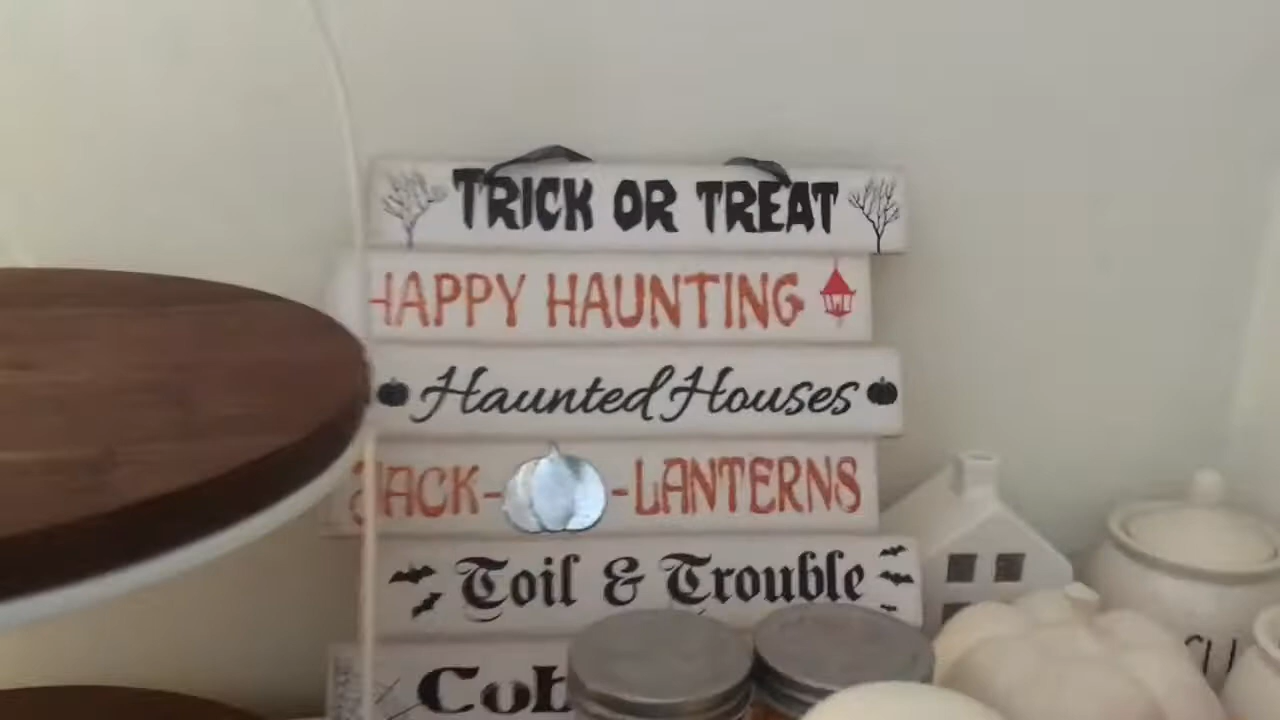 TRICK OR TREAT
HAPPY HAUNTING
Haunted Houses
JACK- -LANTERNS
Toil & Trouble